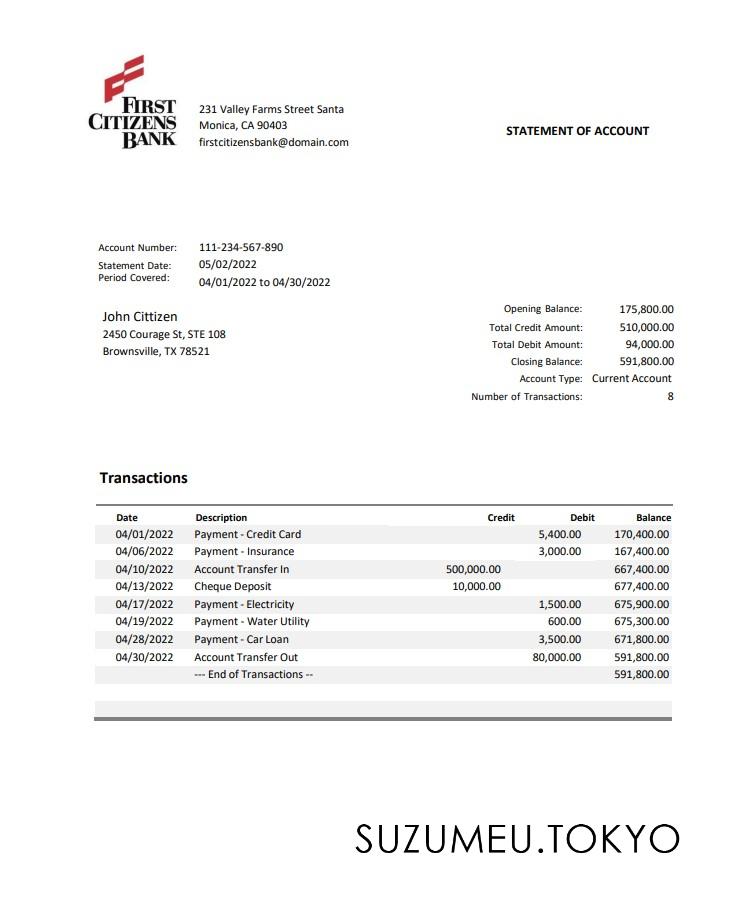 FIRST
CITIZENS
BANK
231 Valley Farms Street Santa
Monica, CA 90403
firstcitizensbank@domain.com
STATEMENT OF ACCOUNT
Account Number: 111-234-567-890
Statement Date: 05/02/2022
Period Covered: 04/01/2022 to 04/30/2022
John Cittizen
2450 Courage St, STE 108
Brownsville, TX 78521
Opening Balance: 175,800.00
Total Credit Amount: 510,000.00
Total Debit Amount: 94,000.00
Closing Balance: 591,800.00
Account Type: Current Account
Number of Transactions: 8
Transactions
Date Description Credit Debit Balance
04/01/2022 Payment - Credit Card 5,400.00 170,400.00
04/06/2022 Payment - Insurance 3,000.00 167,400.00
04/10/2022 Account Transfer In 500,000.00 667,400.00
04/13/2022 Cheque Deposit 10,000.00 677,400.00
04/17/2022 Payment - Electricity 1,500.00 675,900.00
04/19/2022 Payment - Water Utility 600.00 675,300.00
04/28/2022 Payment - Car Loan 3,500.00 671,800.00
04/30/2022 Account Transfer Out 80,000.00 591,800.00
--- End of Transactions -- 591,800.00
SUZUMEU.TOKYO